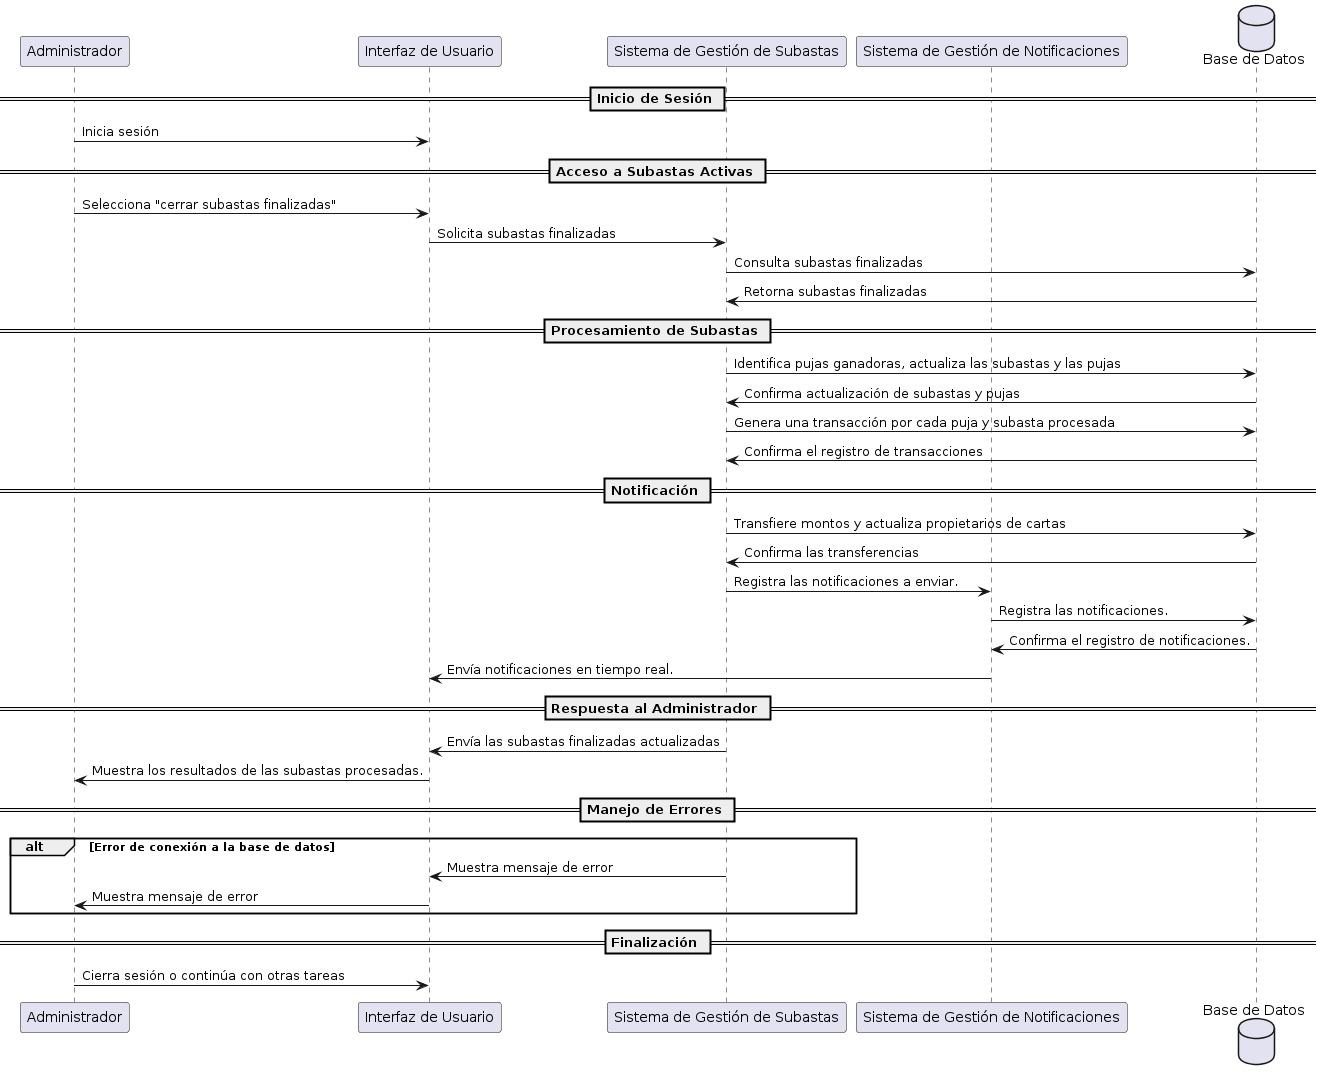 Administrador
Interfaz de Usuario
Sistema de Gestión de Subastas
Sistema de Gestión de Notificaciones
Base de Datos
Inicio de Sesión
Inicia sesión
Acceso a Subastas Activas
Selecciona "cerrar subastas finalizadas"
Solicita subastas finalizadas
Consulta subastas finalizadas
Retorna subastas finalizadas
Procesamiento de Subastas
Identifica pujas ganadoras, actualiza las subastas y las pujas
Confirma actualización de subastas y pujas
Genera una transacción por cada puja y subasta procesada
Confirma el registro de transacciones
Notificación
Transfiere montos y actualiza propietarios de cartas
Confirma las transferencias
Registra las notificaciones a enviar.
Registra las notificaciones.
Confirma el registro de notificaciones.
Envía notificaciones en tiempo real.
Respuesta al Administrador
Envía las subastas finalizadas actualizadas
Muestra los resultados de las subastas procesadas.
Manejo de Errores
alt [Error de conexión a la base de datos]
Muestra mensaje de error
Muestra mensaje de error
Finalización
Cierra sesión o continúa con otras tareas
Administrador
Interfaz de Usuario
Sistema de Gestión de Subastas
Sistema de Gestión de Notificaciones
Base de Datos